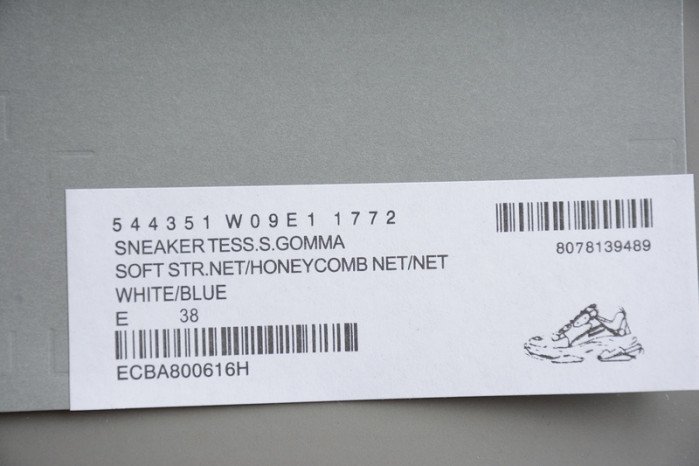 544351 W09E1 1772
SNEAKER TESS.S.GOMMA
SOFT STR.NET/HONEYCOMB NET/NET
WHITE/BLUE
E 38
ECBA800616H
8078139489